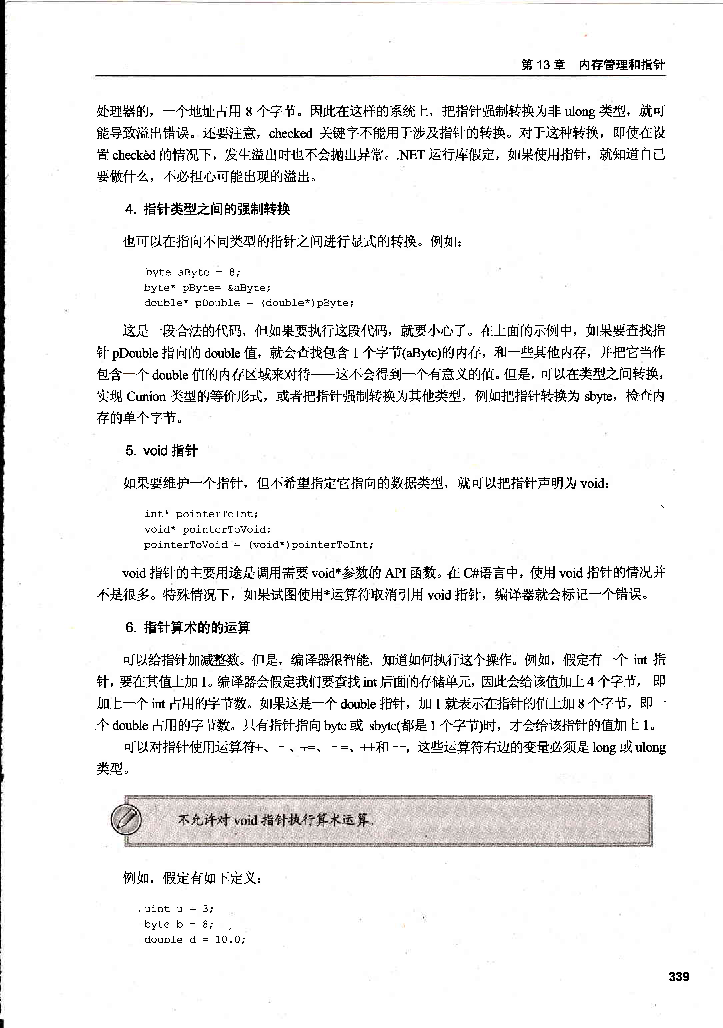 第 13 章 内存管理和指针
处理器的，一个地址占用 8 个字节。因此在这样的系统上，把指针强制转换为非 ulong 类型，就可
能导致溢出错误。还要注意，checked 关键字不能用于涉及指针的转换。对于这种转换，即使在设
置 checked 的情况下，发生溢出时也不会抛出异常。.NET 运行库假定，如果使用指针，就知道自己
要做什么，不必担心可能出现的溢出。
4. 指针类型之间的强制转换
也可以在指向不同类型的指针之间进行显式的转换。例如：
byte aByte = 8;
byte* pByte= &aByte;
double* pDouble = (double*)pByte;
这是一段合法的代码，但如果要执行这段代码，就要小心了。在上面的示例中，如果要查找指
针 pDouble 指向的 double 值，就会查找包含 1 个字节(aByte)的内存，和一些其他内存，并把它当作
包含一个 double 值的内存区域来对待——这不会得到一个有意义的值。但是，可以在类型之间转换，
实现 Cunion 类型的等价形式，或者把指针强制转换为其他类型，例如把指针转换为 sbyte，检查内
存的单个字节。
5. void 指针
如果要维护一个指针，但不希望指定它指向的数据类型，就可以把指针声明为 void：
int* pointerToInt;
void* pointerToVoid;
pointerToVoid = (void*)pointerToInt;
void 指针的主要用途是调用需要 void*参数的 API 函数。在 C#语言中，使用 void 指针的情况并
不是很多。特殊情况下，如果试图使用*运算符取消引用 void 指针，编译器就会标记一个错误。
6. 指针算术的的运算
可以给指针加减整数。但是，编译器很智能，知道如何执行这个操作。例如，假定有一个 int 指
针，要在其值上加 1。编译器会假定我们要查找 int 后面的存储单元，因此会给该值加上 4 个字节，即
加上一个 int 占用的字节数。如果这是一个 double 指针，加 1 就表示在指针的值上加 8 个字节，即一
个 double 占用的字节数。只有指针指向 byte 或 sbyte(都是 1 个字节)时，才会给该指针的值加上 1。
可以对指针使用运算符+、-、+=、-=、++和--，这些运算符右边的变量必须是 long 或 ulong
类型。
不允许对 void 指针执行算术运算。
例如，假定有如下定义：
uint u = 3;
byte b = 8;
double d = 10.0;
339